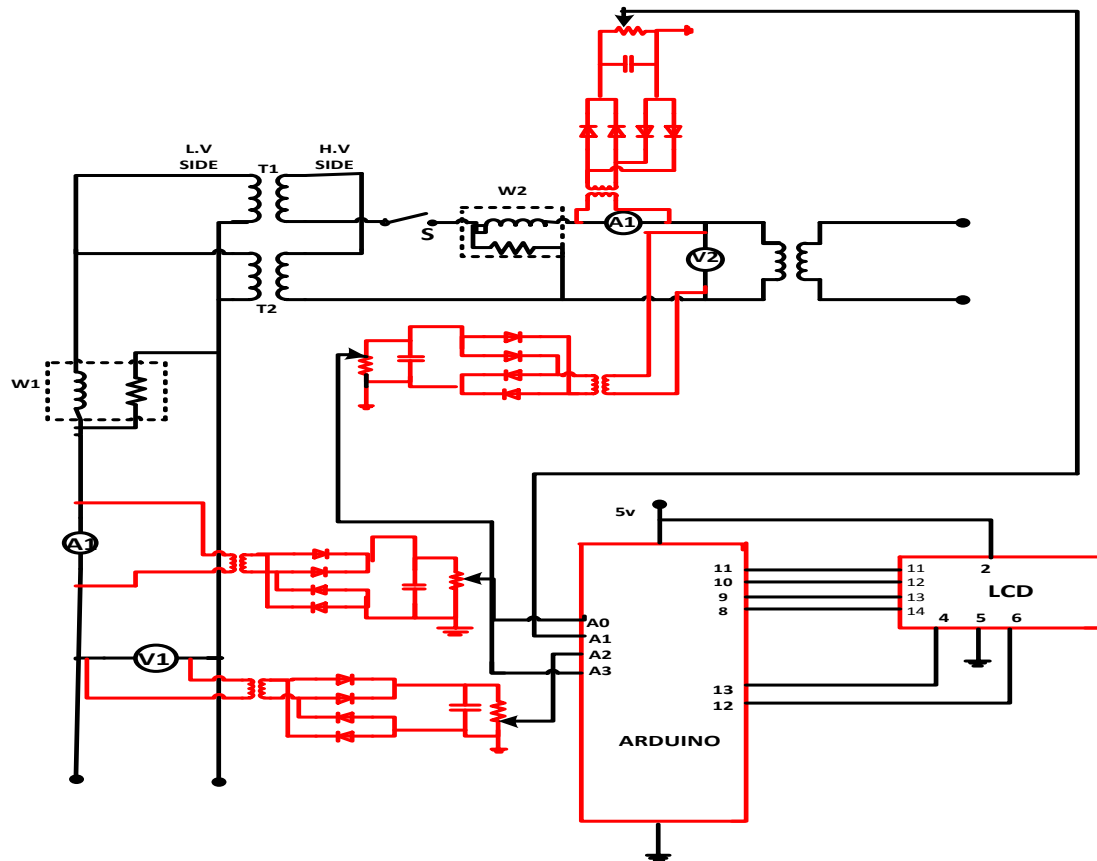 L.V
SIDE
H.V
SIDE
T1
W2
S
A1
V2
T2
W1
5v
A1
11
10
9
8
11
12
13
14
2
LCD
4
5
6
A0
A1
A2
A3
V1
13
12
ARDUINO